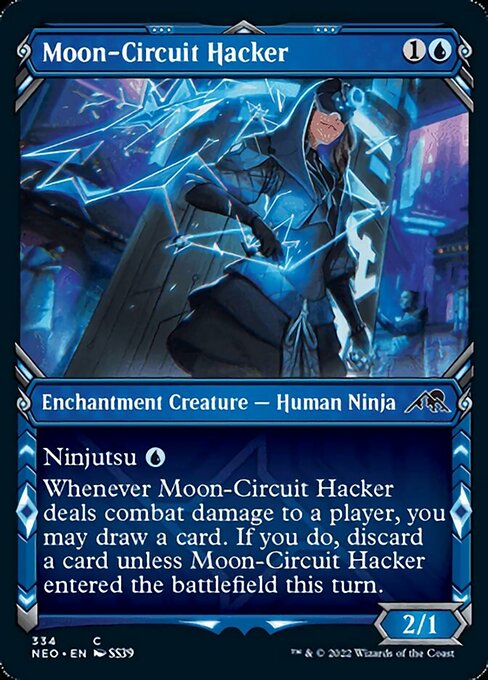 Moon-Circuit Hacker 1
Enchantment Creature — Human Ninja
Ninjutsu
Whenever Moon-Circuit Hacker
deals combat damage to a player, you
may draw a card. If you do, discard
a card unless Moon-Circuit Hacker
entered the battlefield this turn.
2/1
334 C
NEO • EN SS39
™ & © 2022 Wizards of the Coast